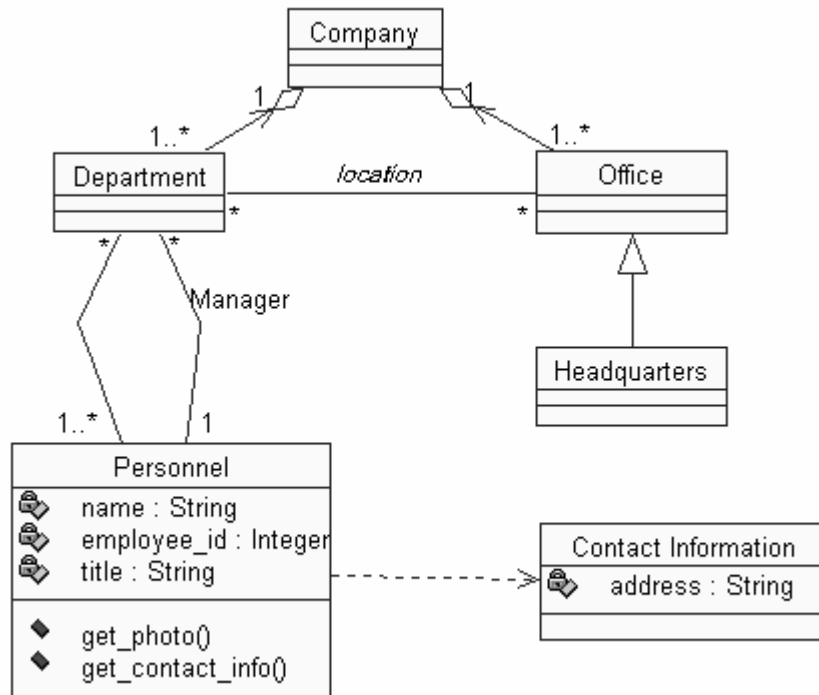 Company
1
1
1..*
1..*
Department
location
Office
*
*
*
*
Manager
Headquarters
1..*
1
Personnel
name : String
employee_id : Integer
title : String
get_photo()
get_contact_info()
Contact Information
address : String